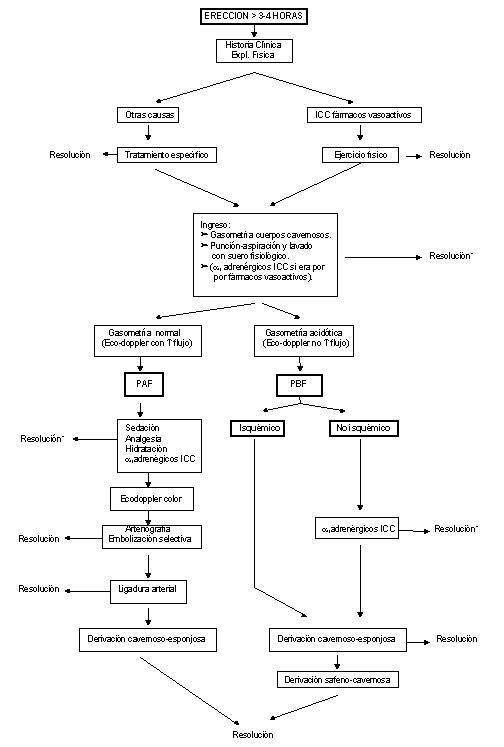 ERECCION > 3-4 HORAS
Historia Clínica
Expl. Física
Otras causas
ICC fármacos vasoactivos
Resolución
Tratamiento específico
Ejercicio físico
Resolución
Ingreso:
➣ Gasometría cuerpos cavernosos.
➣ Punción-aspiración y lavado
con suero fisiológico.
➣ (α₁ adrenérgicos ICC si era por
por fármacos vasoactivos).
Resolución*
Gasometría normal
(Eco-doppler con ↑flujo)
Gasometría acidótica
(Eco-doppler no ↑flujo)
PAF
PBF
Sedación
Analgesia
Hidratación
α₁adrenégicos ICC
Resolución*
Isquémico
No isquémico
Ecodoppler color
Arteriografía
Embolización selectiva
Resolución
α₁adrenérgicos ICC
Resolución*
Resolución
Ligadura arterial
Derivación cavernoso-esponjosa
Derivación cavernoso-esponjosa
Resolución
Derivación safeno-cavernosa
Resolución